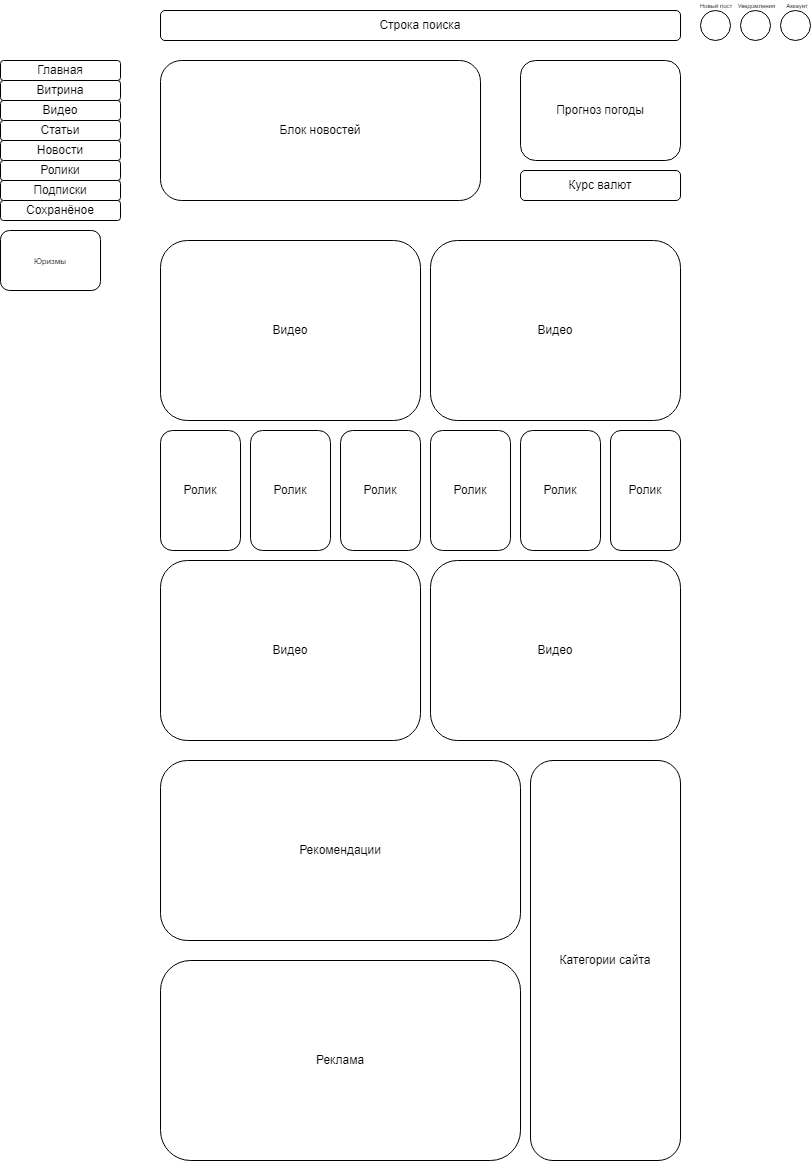 Новый пост
Уведомления
Аккаунт
Строка поиска
Главная
Витрина
Видео
Статьи
Новости
Ролики
Подписки
Сохранёное
Юризмы
Блок новостей
Прогноз погоды
Курс валют
Видео
Видео
Ролик
Ролик
Ролик
Ролик
Ролик
Ролик
Видео
Видео
Рекомендации
Категории сайта
Реклама